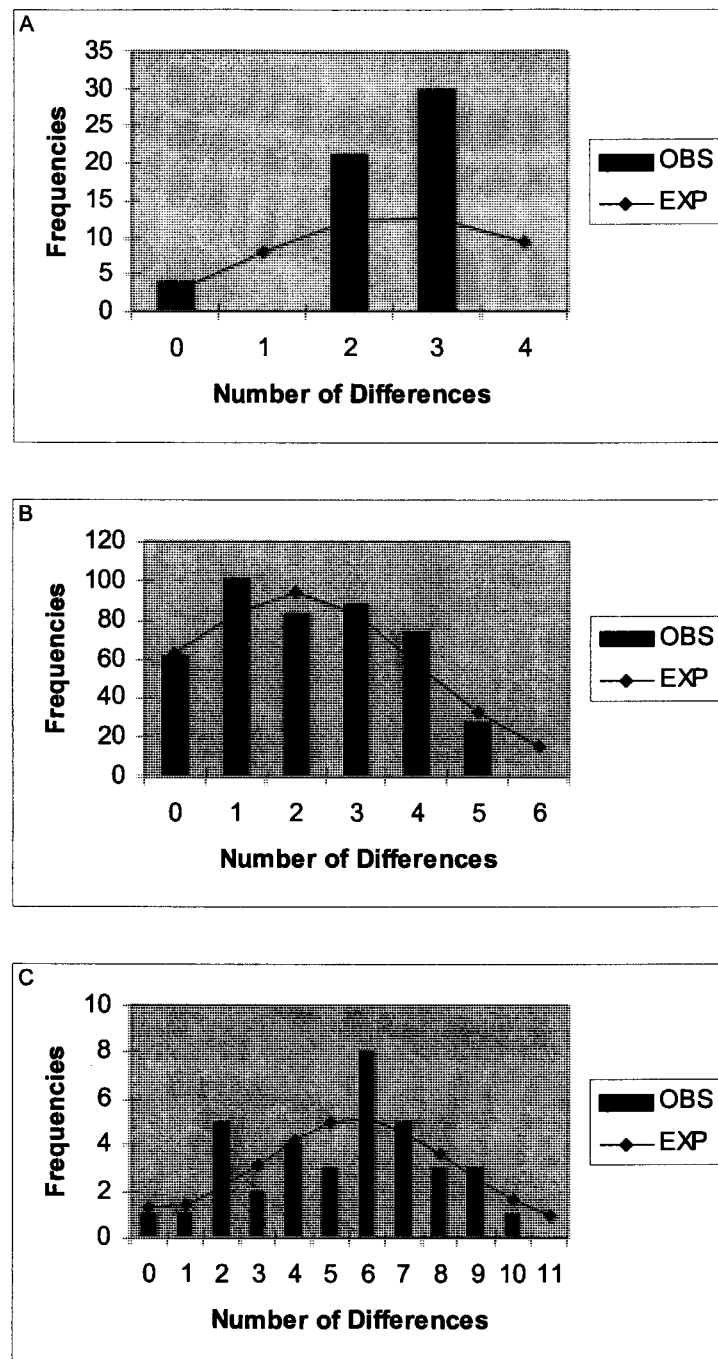 A
35
30
25
20
15
10
5
0
Frequencies
0 1 2 3 4
Number of Differences
OBS
EXP
B
120
100
80
60
40
20
0
Frequencies
0 1 2 3 4 5 6
Number of Differences
OBS
EXP
C
10
8
6
4
2
0
Frequencies
0 1 2 3 4 5 6 7 8 9 10 11
Number of Differences
OBS
EXP